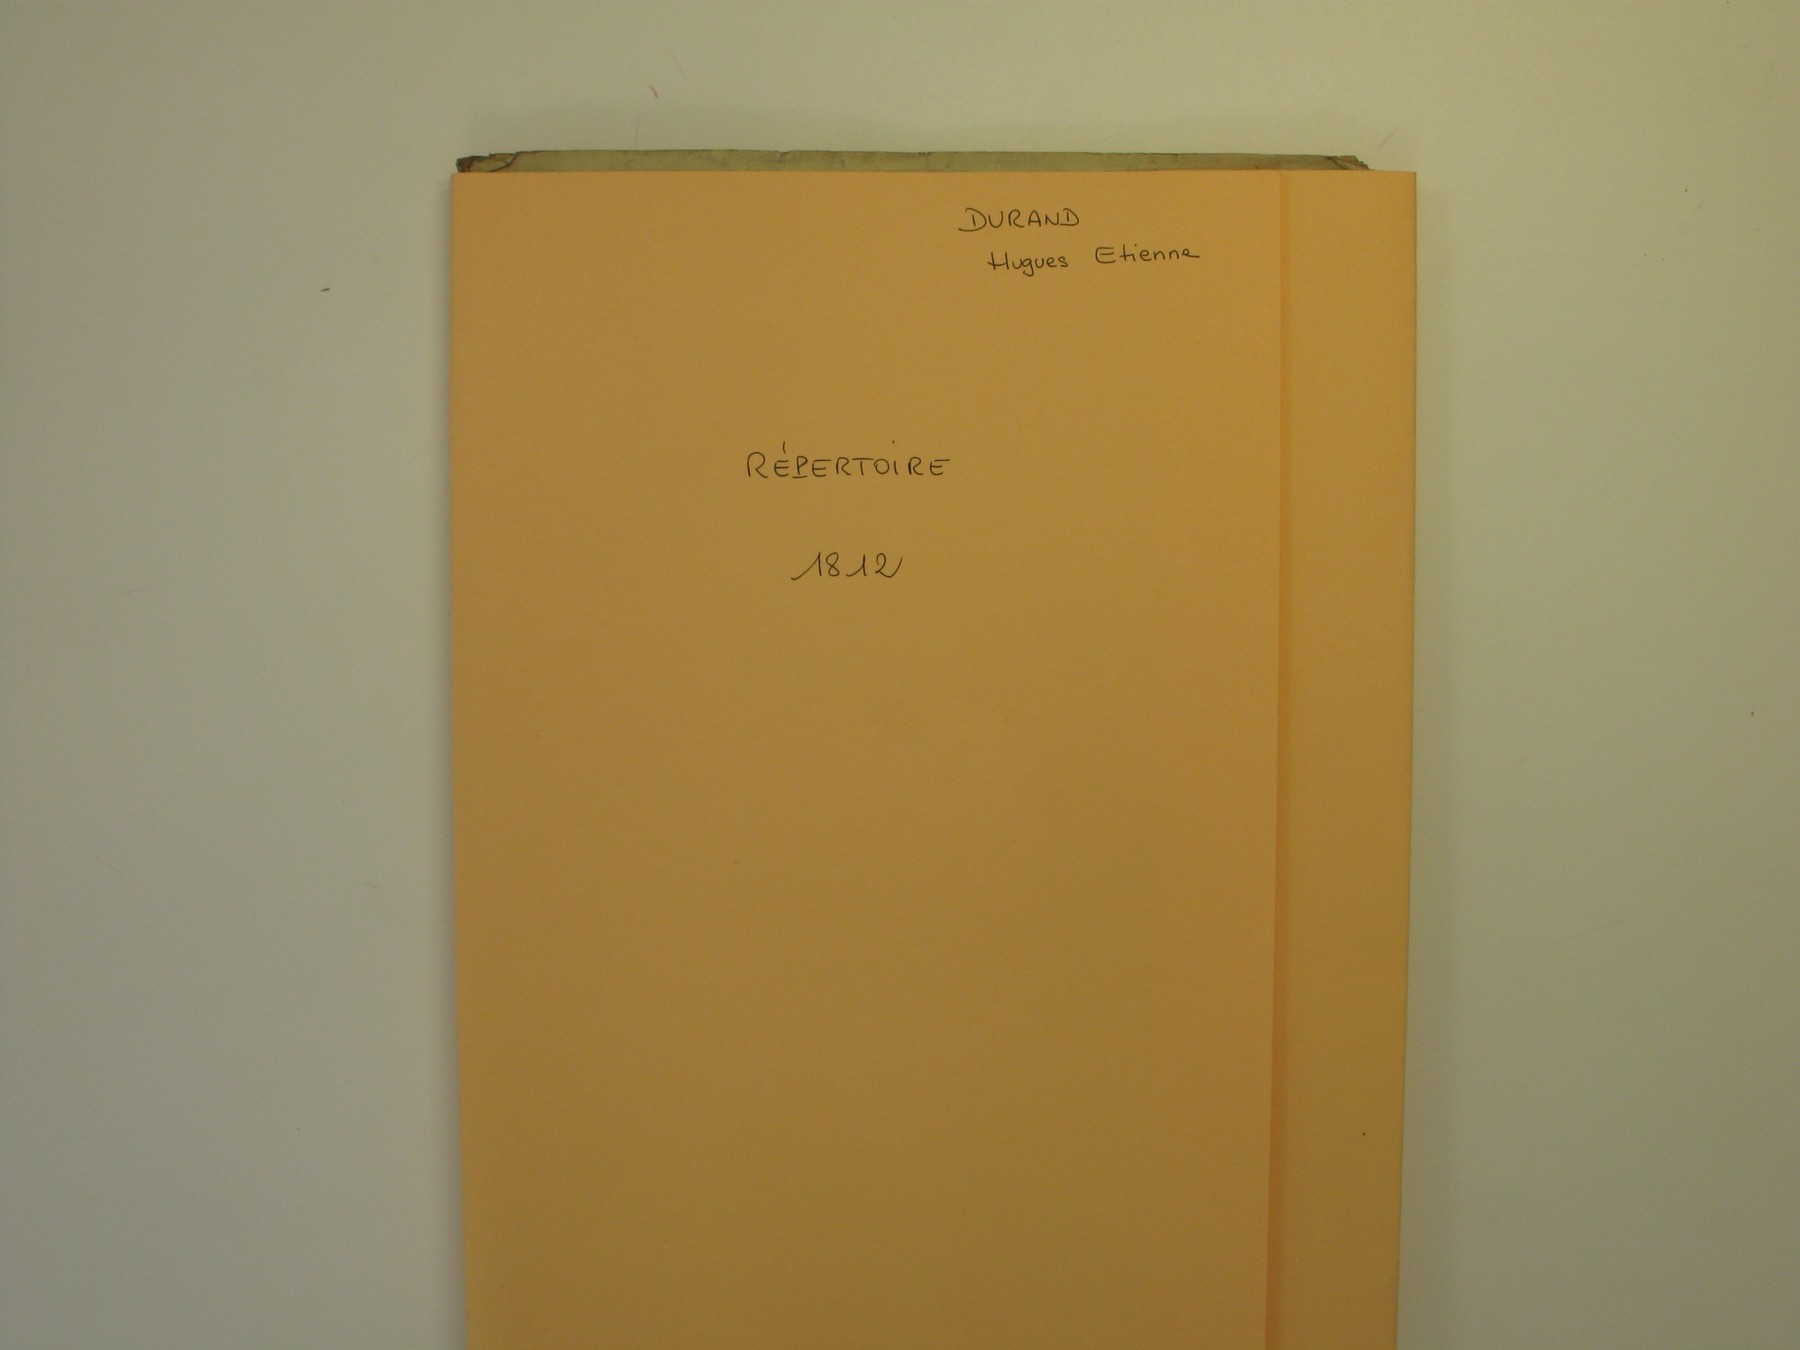 DURAND
Hugues Etienne
RÉPERTOIRE
1812